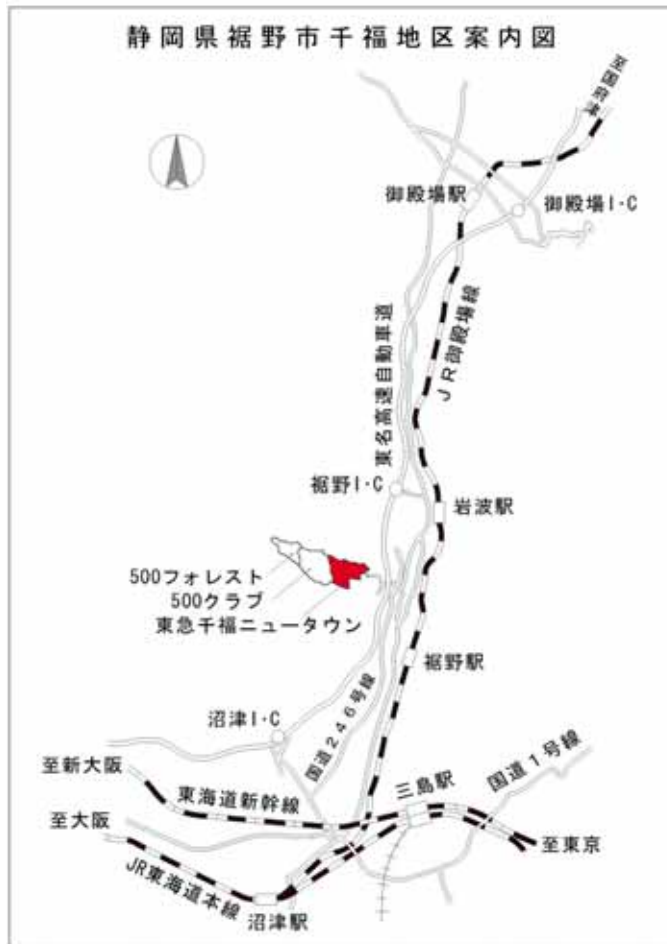 静岡県裾野市千福地区案内図
至国府津
御殿場駅
御殿場I・C
東名高速自動車道
JR御殿場線
裾野I・C
岩波駅
500フォレスト
500クラブ
東急千福ニュータウン
裾野駅
国道246号線
沼津I・C
至新大阪
東海道新幹線
三島駅
国道1号線
至大阪
至東京
JR東海道本線
沼津駅